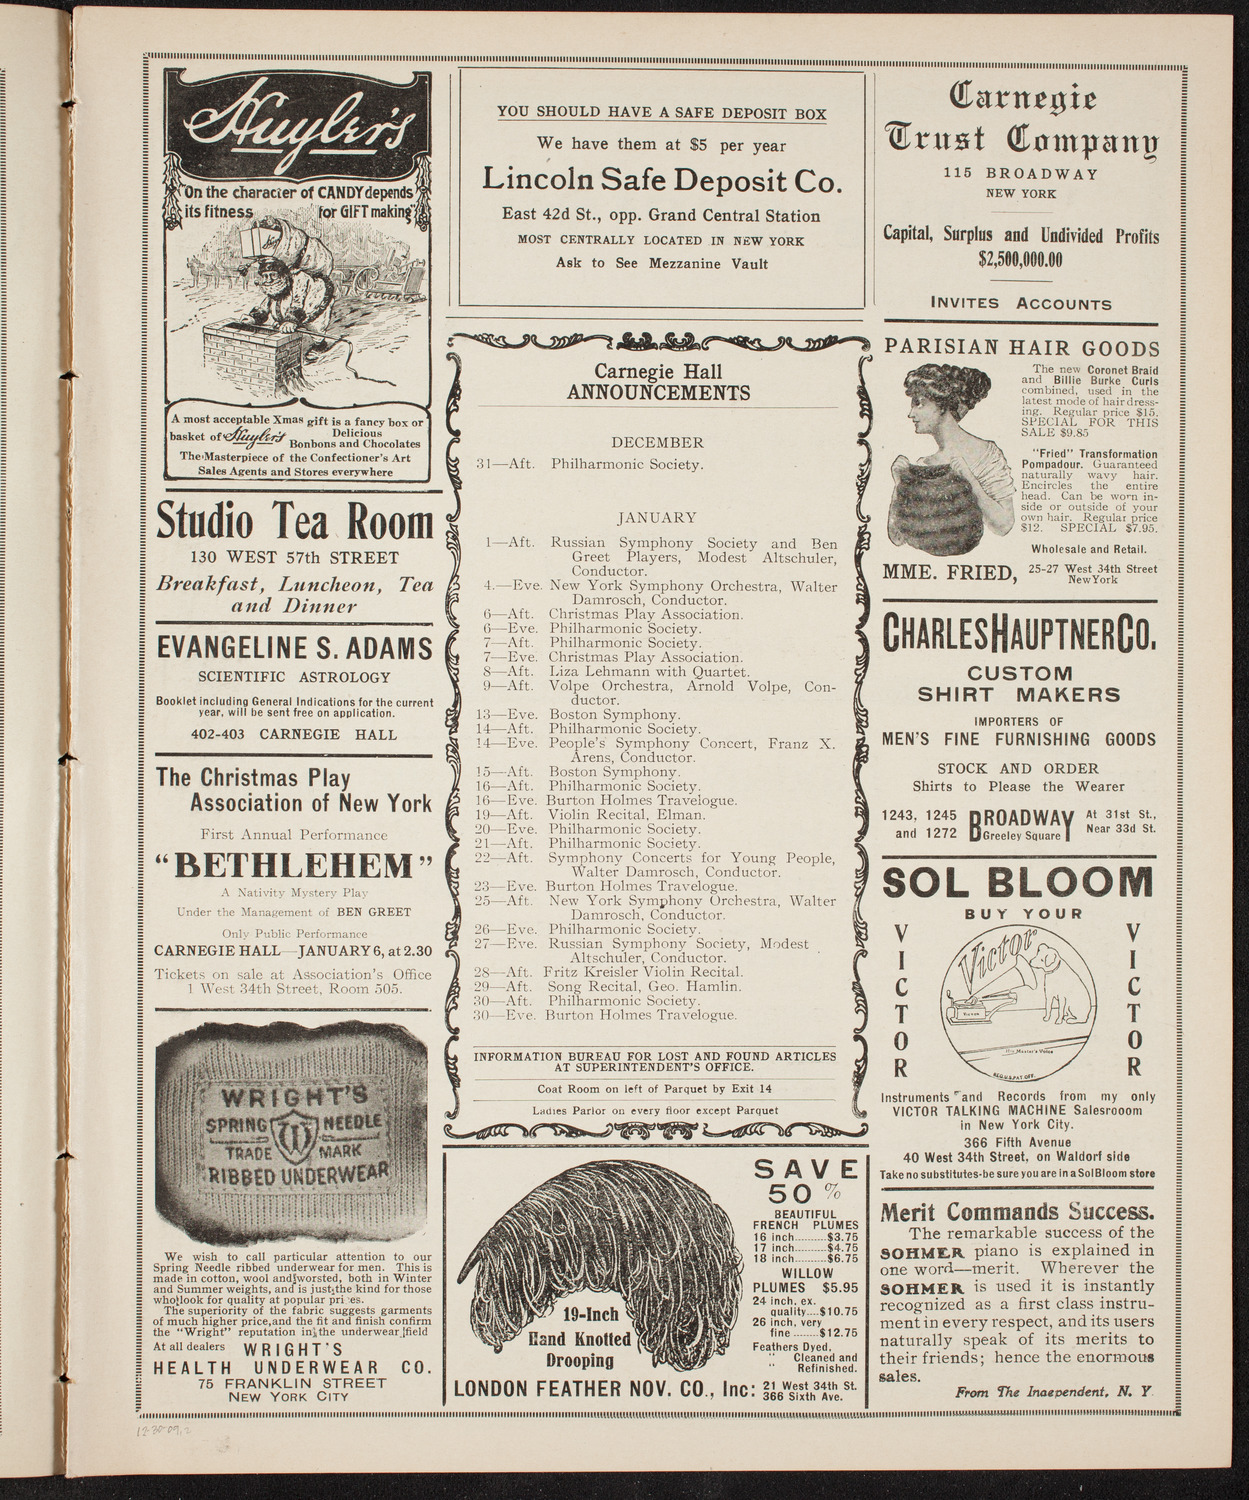 Huyler's
"On the character of CANDY depends
its fitness for GIFT making"
A most acceptable Xmas gift is a fancy box or
basket of Huyler's Delicious
Bonbons and Chocolates
The Masterpiece of the Confectioner's Art
Sales Agents and Stores everywhere
Studio Tea Room
130 WEST 57th STREET
Breakfast, Luncheon, Tea
and Dinner
EVANGELINE S. ADAMS
SCIENTIFIC ASTROLOGY
Booklet including General Indications for the current
year, will be sent free on application.
402-403 CARNEGIE HALL
The Christmas Play
Association of New York
First Annual Performance
"BETHLEHEM"
A Nativity Mystery Play
Under the Management of BEN GREET
Only Public Performance
CARNEGIE HALL—JANUARY 6, at 2.30
Tickets on sale at Association's Office
1 West 34th Street, Room 505.
WRIGHT'S
SPRING NEEDLE
TRADE MARK
RIBBED UNDERWEAR
We wish to call particular attention to our
Spring Needle ribbed underwear for men. This is
made in cotton, wool and worsted, both in Winter
and Summer weights, and is just the kind for those
who look for quality at popular pri es.
The superiority of the fabric suggests garments
of much higher price, and the fit and finish confirm
the "Wright" reputation in the underwear field
At all dealers WRIGHT'S
HEALTH UNDERWEAR CO.
75 FRANKLIN STREET
NEW YORK CITY
YOU SHOULD HAVE A SAFE DEPOSIT BOX
We have them at $5 per year
Lincoln Safe Deposit Co.
East 42d St., opp. Grand Central Station
MOST CENTRALLY LOCATED IN NEW YORK
Ask to See Mezzanine Vault
Carnegie Hall
ANNOUNCEMENTS
DECEMBER
31—Aft. Philharmonic Society.
JANUARY
1—Aft. Russian Symphony Society and Ben
Greet Players, Modest Altschuler,
Conductor.
4.—Eve. New York Symphony Orchestra, Walter
Damrosch, Conductor.
6—Aft. Christmas Play Association.
6—Eve. Philharmonic Society.
7—Aft. Philharmonic Society.
7—Eve. Christmas Play Association.
8—Aft. Liza Lehmann with Quartet.
9—Aft. Volpe Orchestra, Arnold Volpe, Con-
ductor.
13—Eve. Boston Symphony.
14—Aft. Philharmonic Society.
14—Eve. People's Symphony Concert, Franz X.
Arens, Conductor.
15—Aft. Boston Symphony.
16—Aft. Philharmonic Society.
16—Eve. Burton Holmes Travelogue.
19—Aft. Violin Recital, Elman.
20—Eve. Philharmonic Society.
21—Aft. Philharmonic Society.
22—Aft. Symphony Concerts for Young People,
Walter Damrosch, Conductor.
23—Eve. Burton Holmes Travelogue.
25—Aft. New York Symphony Orchestra, Walter
Damrosch, Conductor.
26—Eve. Philharmonic Society.
27—Eve. Russian Symphony Society, Modest
Altschuler, Conductor.
28—Aft. Fritz Kreisler Violin Recital.
29—Aft. Song Recital, Geo. Hamlin.
30—Aft. Philharmonic Society.
30—Eve. Burton Holmes Travelogue.
INFORMATION BUREAU FOR LOST AND FOUND ARTICLES
AT SUPERINTENDENT'S OFFICE.
Coat Room on left of Parquet by Exit 14
Ladies Parlor on every floor except Parquet
19-Inch
Hand Knotted
Drooping
SAVE
50%
BEAUTIFUL
FRENCH PLUMES
16 inch..........$3.75
17 inch..........$4.75
18 inch..........$6.75
WILLOW
PLUMES $5.95
24 inch, ex.
quality....$10.75
26 inch, very
fine ........$12.75
Feathers Dyed,
" Cleaned and
" Refinished.
LONDON FEATHER NOV. CO., Inc: 21 West 34th St.
366 Sixth Ave.
Carnegie
Trust Company
115 BROADWAY
NEW YORK
Capital, Surplus and Undivided Profits
$2,500,000.00
INVITES ACCOUNTS
PARISIAN HAIR GOODS
The new Coronet Braid
and Billie Burke Curls
combined, used in the
latest mode of hair dress-
ing. Regular price $15.
SPECIAL FOR THIS
SALE $9.85
"Fried" Transformation
Pompadour. Guaranteed
naturally wavy hair.
Encircles the entire
head. Can be worn in-
side or outside of your
own hair. Regular price
$12. SPECIAL $7.95.
Wholesale and Retail.
MME. FRIED, 25-27 West 34th Street
New York
CHARLES HAUPTNER CO.
CUSTOM
SHIRT MAKERS
IMPORTERS OF
MEN'S FINE FURNISHING GOODS
STOCK AND ORDER
Shirts to Please the Wearer
1243, 1245
and 1272
BROADWAY
Greeley Square
At 31st St.,
Near 33d St.
SOL BLOOM
BUY YOUR
VICTOR
VICTOR
Victor
VICTOR
His Master's Voice
REG. U.S. PAT. OFF.
Instruments and Records from my only
VICTOR TALKING MACHINE Salesrooom
in New York City.
366 Fifth Avenue
40 West 34th Street, on Waldorf side
Take no substitutes-be sure you are in a Sol Bloom store
Merit Commands Success.
The remarkable success of the
SOHMER piano is explained in
one word—merit. Wherever the
SOHMER is used it is instantly
recognized as a first class instru-
ment in every respect, and its users
naturally speak of its merits to
their friends; hence the enormous
sales.
From The Independent, N. Y.
12-30-09, 2